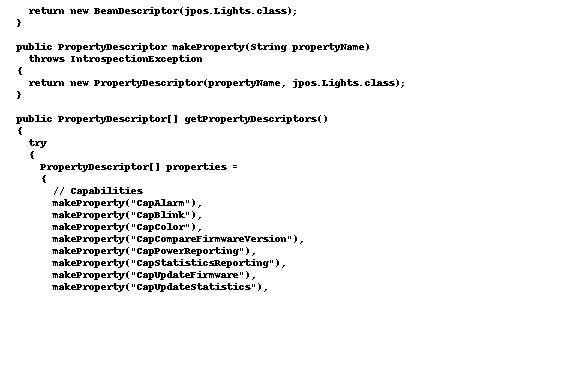 return new BeanDescriptor(jpos.Lights.class);
}
public PropertyDescriptor makeProperty(String propertyName)
throws IntrospectionException
{
return new PropertyDescriptor(propertyName, jpos.Lights.class);
}
public PropertyDescriptor[] getPropertyDescriptors()
{
try
{
PropertyDescriptor[] properties =
{
// Capabilities
makeProperty("CapAlarm"),
makeProperty("CapBlink"),
makeProperty("CapColor"),
makeProperty("CapCompareFirmwareVersion"),
makeProperty("CapPowerReporting"),
makeProperty("CapStatisticsReporting"),
makeProperty("CapUpdateFirmware"),
makeProperty("CapUpdateStatistics"),